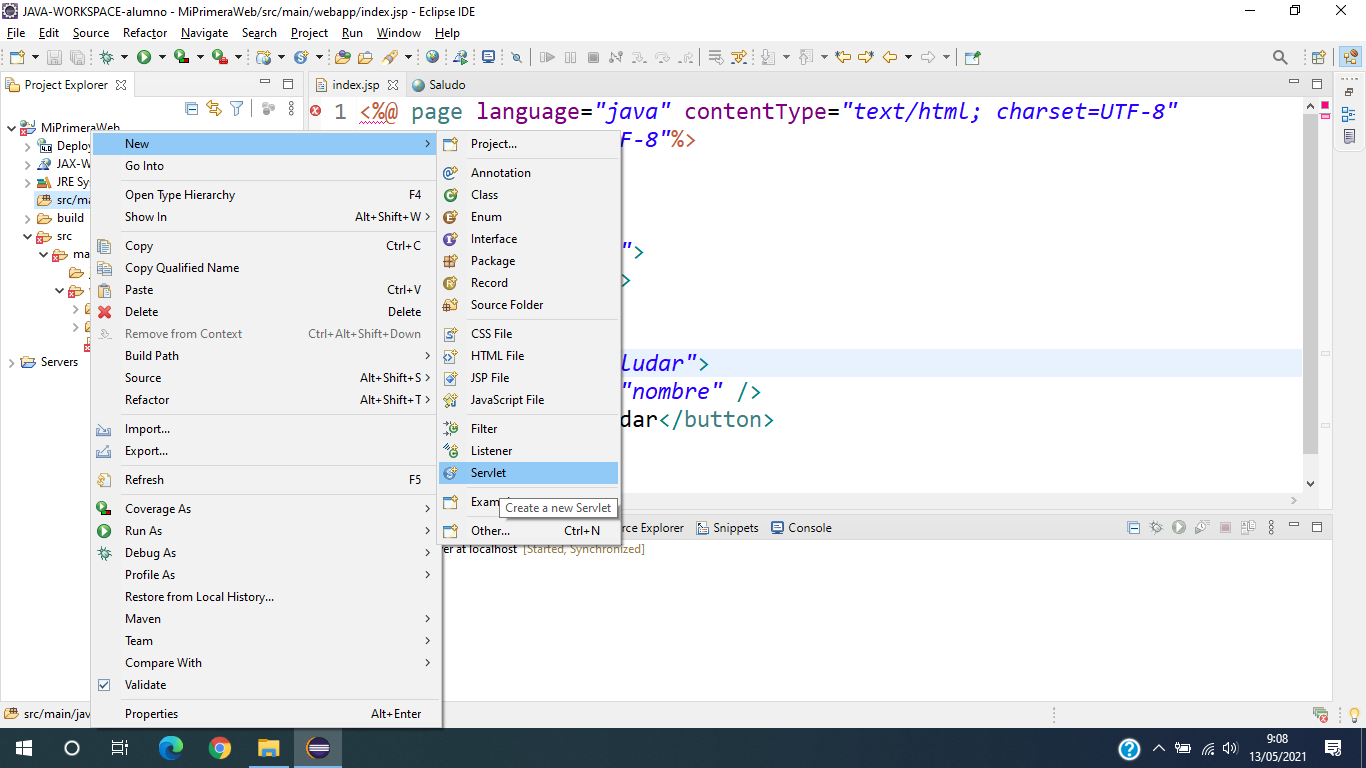 JAVA-WORKSPACE-alumno - MiPrimeraWeb/src/main/webapp/index.jsp - Eclipse IDE
File Edit Source Refactor Navigate Search Project Run Window Help
Project Explorer
index.jsp
Saludo
MiPrimeraWeb
Deploy
JAX-W
JRE Sy
src/ma
build
src
ma
Servers
1 <%@ page language="java" contentType="text/html; charset=UTF-8"
F-8"%>
">
>
ludar">
"nombre" />
dar</button>
New
Go Into
Open Type Hierarchy F4
Show In Alt+Shift+W
Copy Ctrl+C
Copy Qualified Name
Paste Ctrl+V
Delete Delete
Remove from Context Ctrl+Alt+Shift+Down
Build Path
Source Alt+Shift+S
Refactor Alt+Shift+T
Import...
Export...
Refresh F5
Coverage As
Run As
Debug As
Profile As
Restore from Local History...
Maven
Team
Compare With
Validate
Properties Alt+Enter
Project...
Annotation
Class
Enum
Interface
Package
Record
Source Folder
CSS File
HTML File
JSP File
JavaScript File
Filter
Listener
Servlet
Exam
Create a new Servlet
Other... Ctrl+N
rce Explorer
Snippets
Console
er at localhost [Started, Synchronized]
src/main/jav
9:08
13/05/2021